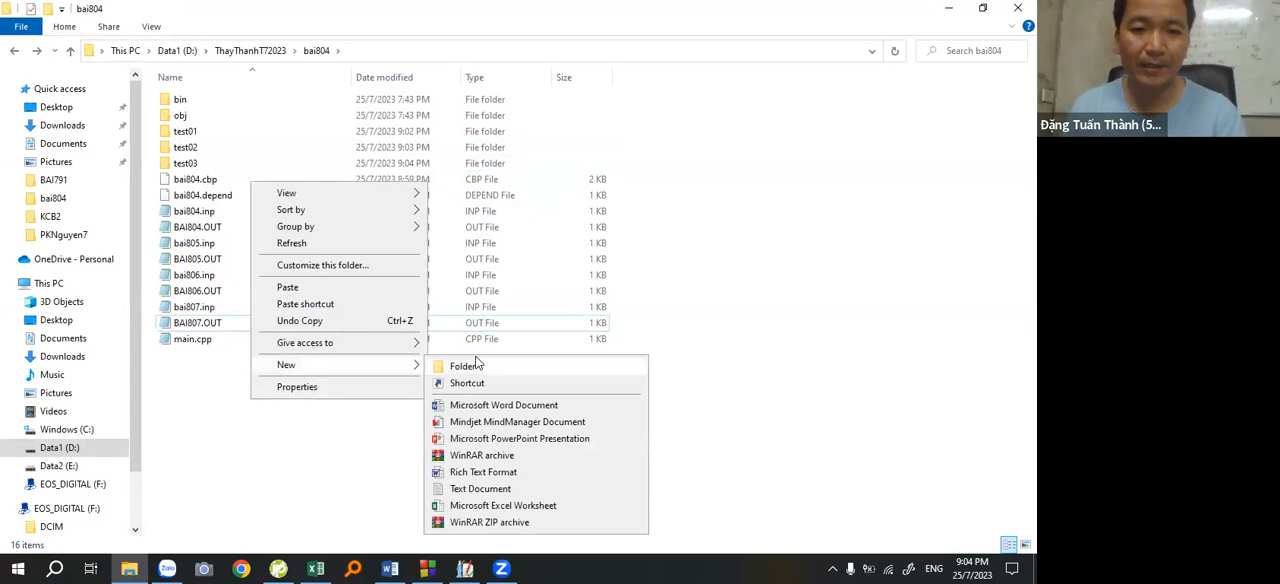 bai804
File Home Share View
This PC Data1 (D:) ThayThanhT72023 bai804
Search bai804
Name Date modified Type Size
Quick access
Desktop
Downloads
Documents
Pictures
BAI791
bai804
KCB2
PKNguyen7
OneDrive - Personal
This PC
3D Objects
Desktop
Documents
Downloads
Music
Pictures
Videos
Windows (C:)
Data1 (D:)
Data2 (E:)
EOS_DIGITAL (F:)
EOS_DIGITAL (F:)
DCIM
bin 25/7/2023 7:43 PM File folder
obj 25/7/2023 7:43 PM File folder
test01 25/7/2023 9:02 PM File folder
test02 25/7/2023 9:03 PM File folder
test03 25/7/2023 9:04 PM File folder
bai804.cbp 25/7/2023 8:59 PM CBP File 2 KB
bai804.depend DEPEND File 1 KB
bai804.inp INP File 1 KB
BAI804.OUT OUT File 1 KB
bai805.inp INP File 1 KB
BAI805.OUT OUT File 1 KB
bai806.inp INP File 1 KB
BAI806.OUT OUT File 1 KB
bai807.inp INP File 1 KB
BAI807.OUT OUT File 1 KB
main.cpp CPP File 1 KB
View
Sort by
Group by
Refresh
Customize this folder...
Paste
Paste shortcut
Undo Copy Ctrl+Z
Give access to
New
Properties
Folder
Shortcut
Microsoft Word Document
Mindjet MindManager Document
Microsoft PowerPoint Presentation
WinRAR archive
Rich Text Format
Text Document
Microsoft Excel Worksheet
WinRAR ZIP archive
16 items
Zalo
ENG
9:04 PM
25/7/2023
Đặng Tuấn Thành (5...